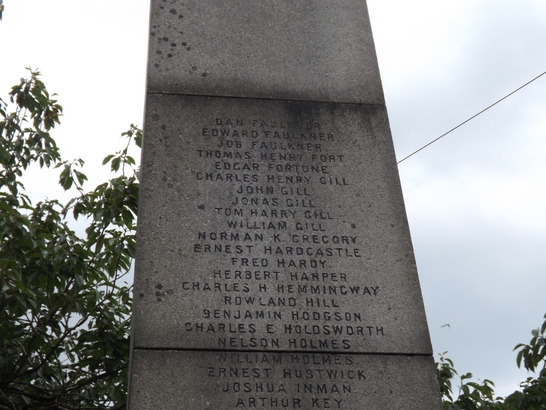 DAN FAULKNER
EDWARD FAULKNER
JOB FAULKNER
THOMAS HENRY FORT
EDGAR FORTUNE
CHARLES HENRY GILL
JOHN GILL
JONAS GILL
TOM HARRY GILL
WILLIAM GILL
NORMAN K. GREGORY
ERNEST HARDCASTLE
FRED HARDY
HERBERT HARPER
CHARLES H. HEMMINGWAY
ROWLAND HILL
BENJAMIN HODGSON
CHARLES E. HOLDSWORTH
NELSON HOLMES
WILLIAM HOLMES
ERNEST HUSTWICK
JOSHUA INMAN
ARTHUR KEY